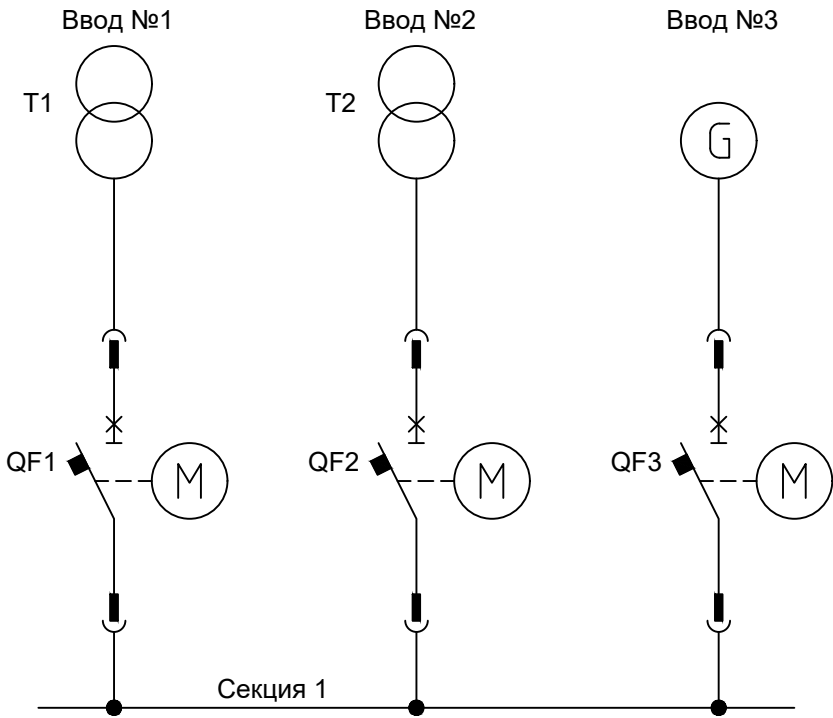 Ввод №1
Ввод №2
Ввод №3
T1
T2
G
QF1
M
QF2
M
QF3
M
Секция 1